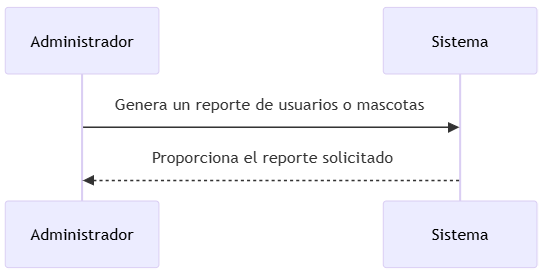 Administrador
Sistema
Genera un reporte de usuarios o mascotas
Proporciona el reporte solicitado
Administrador
Sistema